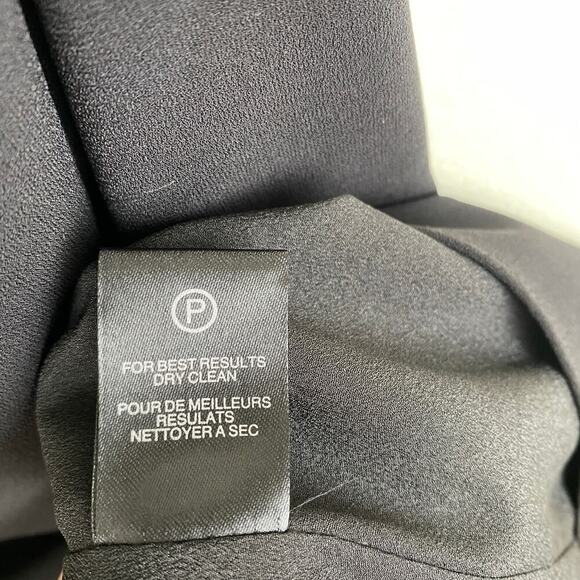 P
FOR BEST RESULTS
DRY CLEAN
POUR DE MEILLEURS
RESULATS
NETTOYER A SEC